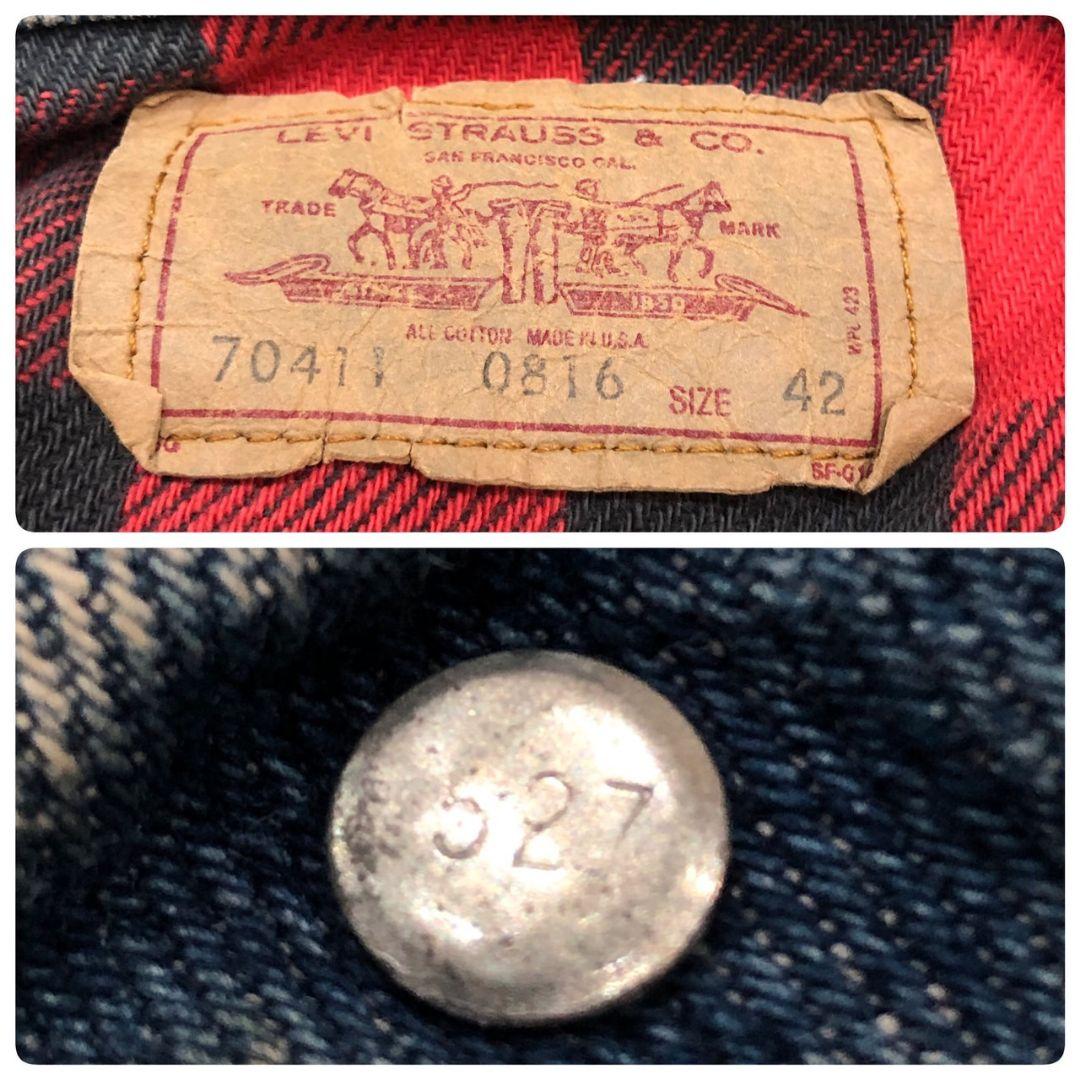 LEVI STRAUSS & CO.
SAN FRANCISCO CAL.
TRADE MARK
ALL COTTON MADE IN U.S.A.
70411 0816 SIZE 42
WPL 423
SF-
527